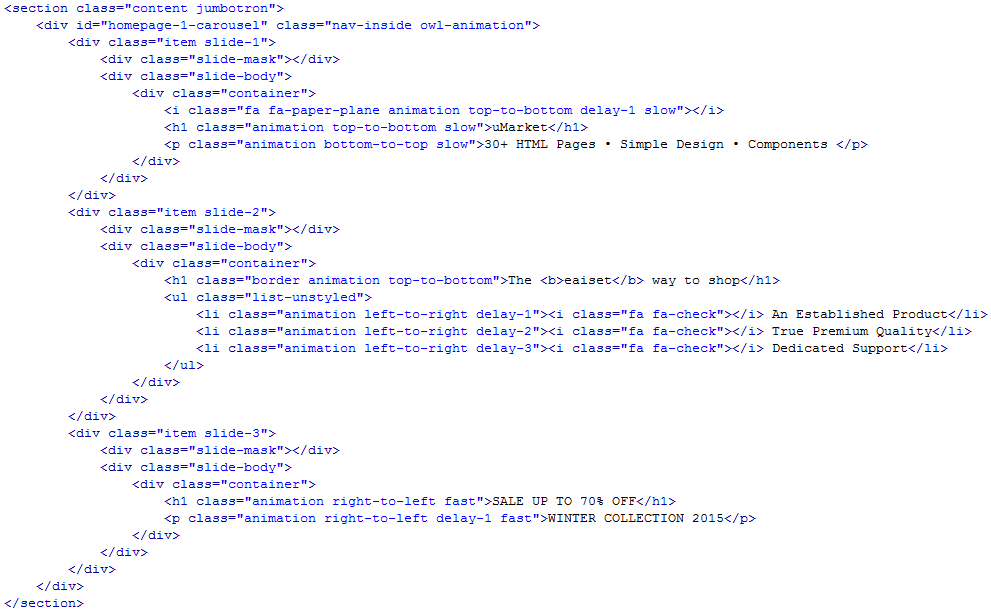 <section class="content jumbotron">
<div id="homepage-1-carousel" class="nav-inside owl-animation">
<div class="item slide-1">
<div class="slide-mask"></div>
<div class="slide-body">
<div class="container">
<i class="fa fa-paper-plane animation top-to-bottom delay-1 slow"></i>
<h1 class="animation top-to-bottom slow">uMarket</h1>
<p class="animation bottom-to-top slow">30+ HTML Pages • Simple Design • Components </p>
</div>
</div>
</div>
<div class="item slide-2">
<div class="slide-mask"></div>
<div class="slide-body">
<div class="container">
<h1 class="border animation top-to-bottom">The <b>eaiset</b> way to shop</h1>
<ul class="list-unstyled">
<li class="animation left-to-right delay-1"><i class="fa fa-check"></i> An Established Product</li>
<li class="animation left-to-right delay-2"><i class="fa fa-check"></i> True Premium Quality</li>
<li class="animation left-to-right delay-3"><i class="fa fa-check"></i> Dedicated Support</li>
</ul>
</div>
</div>
</div>
<div class="item slide-3">
<div class="slide-mask"></div>
<div class="slide-body">
<div class="container">
<h1 class="animation right-to-left fast">SALE UP TO 70% OFF</h1>
<p class="animation right-to-left delay-1 fast">WINTER COLLECTION 2015</p>
</div>
</div>
</div>
</div>
</section>